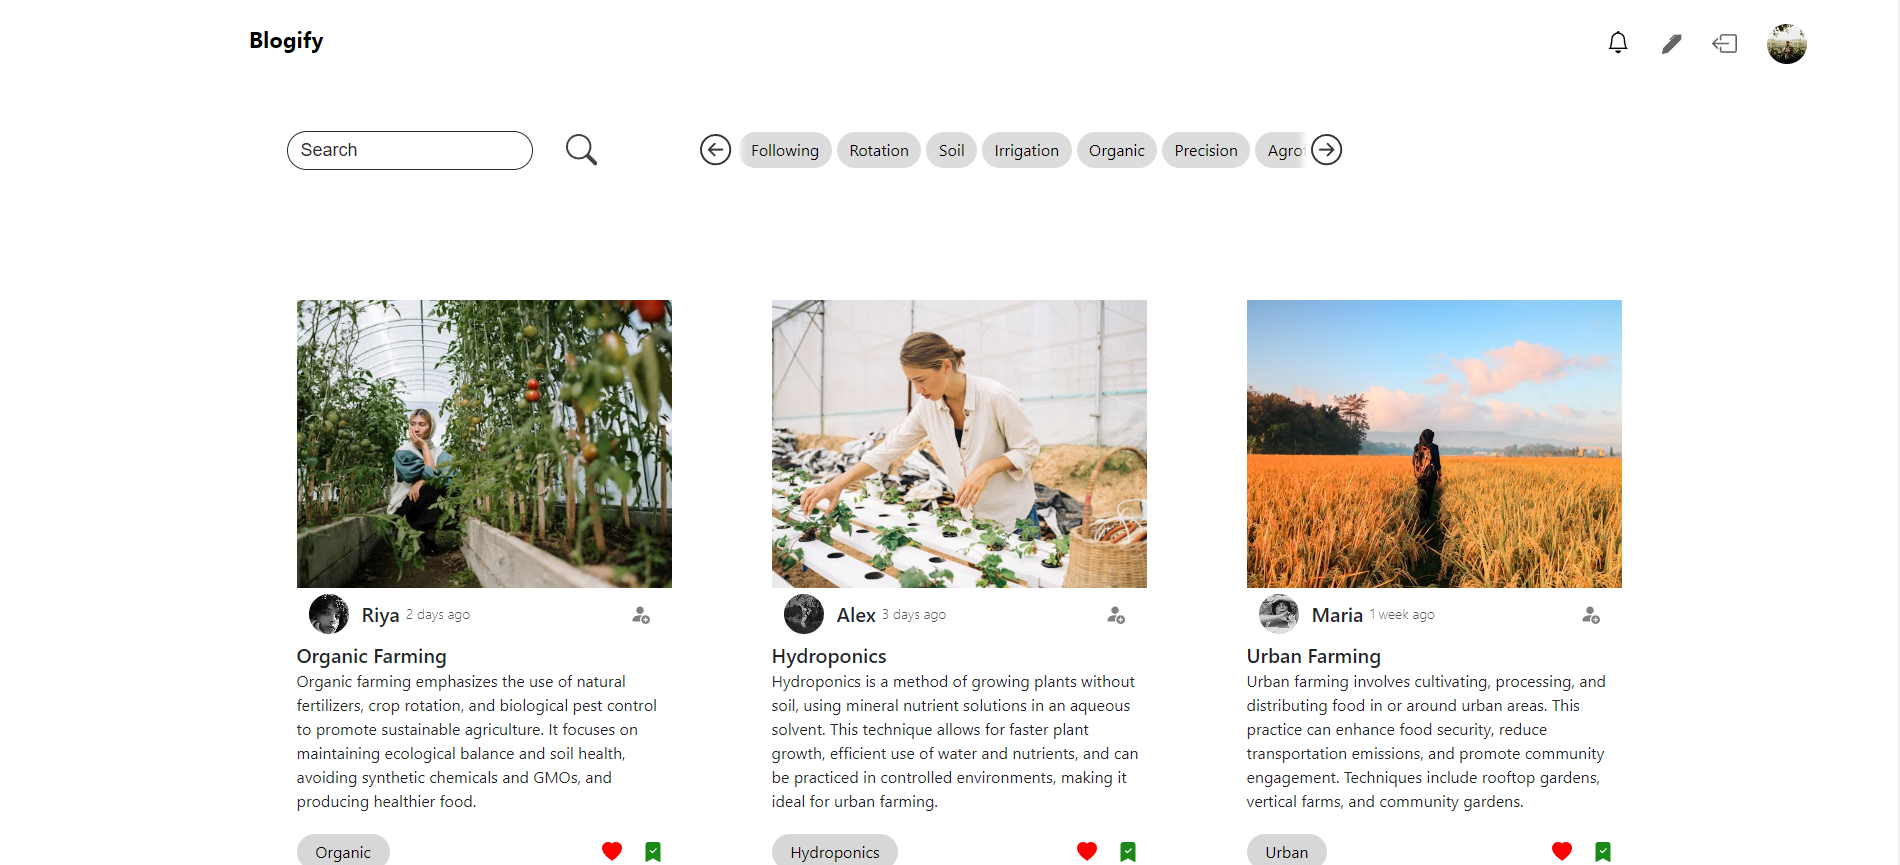 Blogify
Search
Following Rotation Soil Irrigation Organic Precision Agrof
Riya 2 days ago
Organic Farming
Organic farming emphasizes the use of natural
fertilizers, crop rotation, and biological pest control
to promote sustainable agriculture. It focuses on
maintaining ecological balance and soil health,
avoiding synthetic chemicals and GMOs, and
producing healthier food.
Organic
Alex 3 days ago
Hydroponics
Hydroponics is a method of growing plants without
soil, using mineral nutrient solutions in an aqueous
solvent. This technique allows for faster plant
growth, efficient use of water and nutrients, and can
be practiced in controlled environments, making it
ideal for urban farming.
Hydroponics
Maria 1 week ago
Urban Farming
Urban farming involves cultivating, processing, and
distributing food in or around urban areas. This
practice can enhance food security, reduce
transportation emissions, and promote community
engagement. Techniques include rooftop gardens,
vertical farms, and community gardens.
Urban